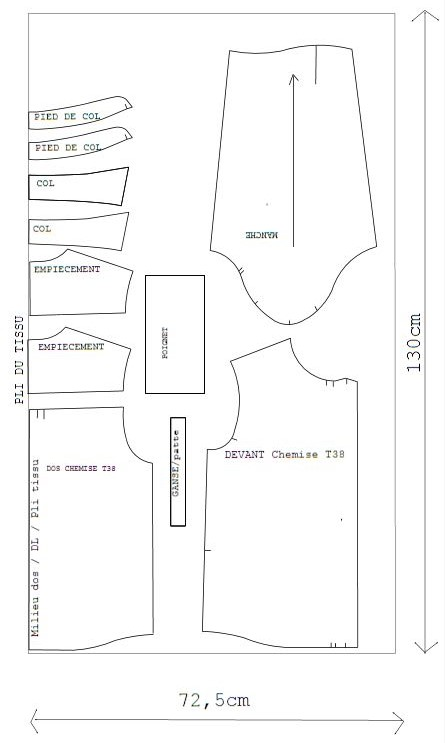 PIED DE COL
PIED DE COL
COL
COL
EMPIECEMENT
EMPIECEMENT
PLI DU TISSU
MANCHE
POIGNET
GANSE/patte
DOS CHEMISE T38
Milieu dos / DL / Pli tissu
DEVANT Chemise T38
130cm
72,5cm